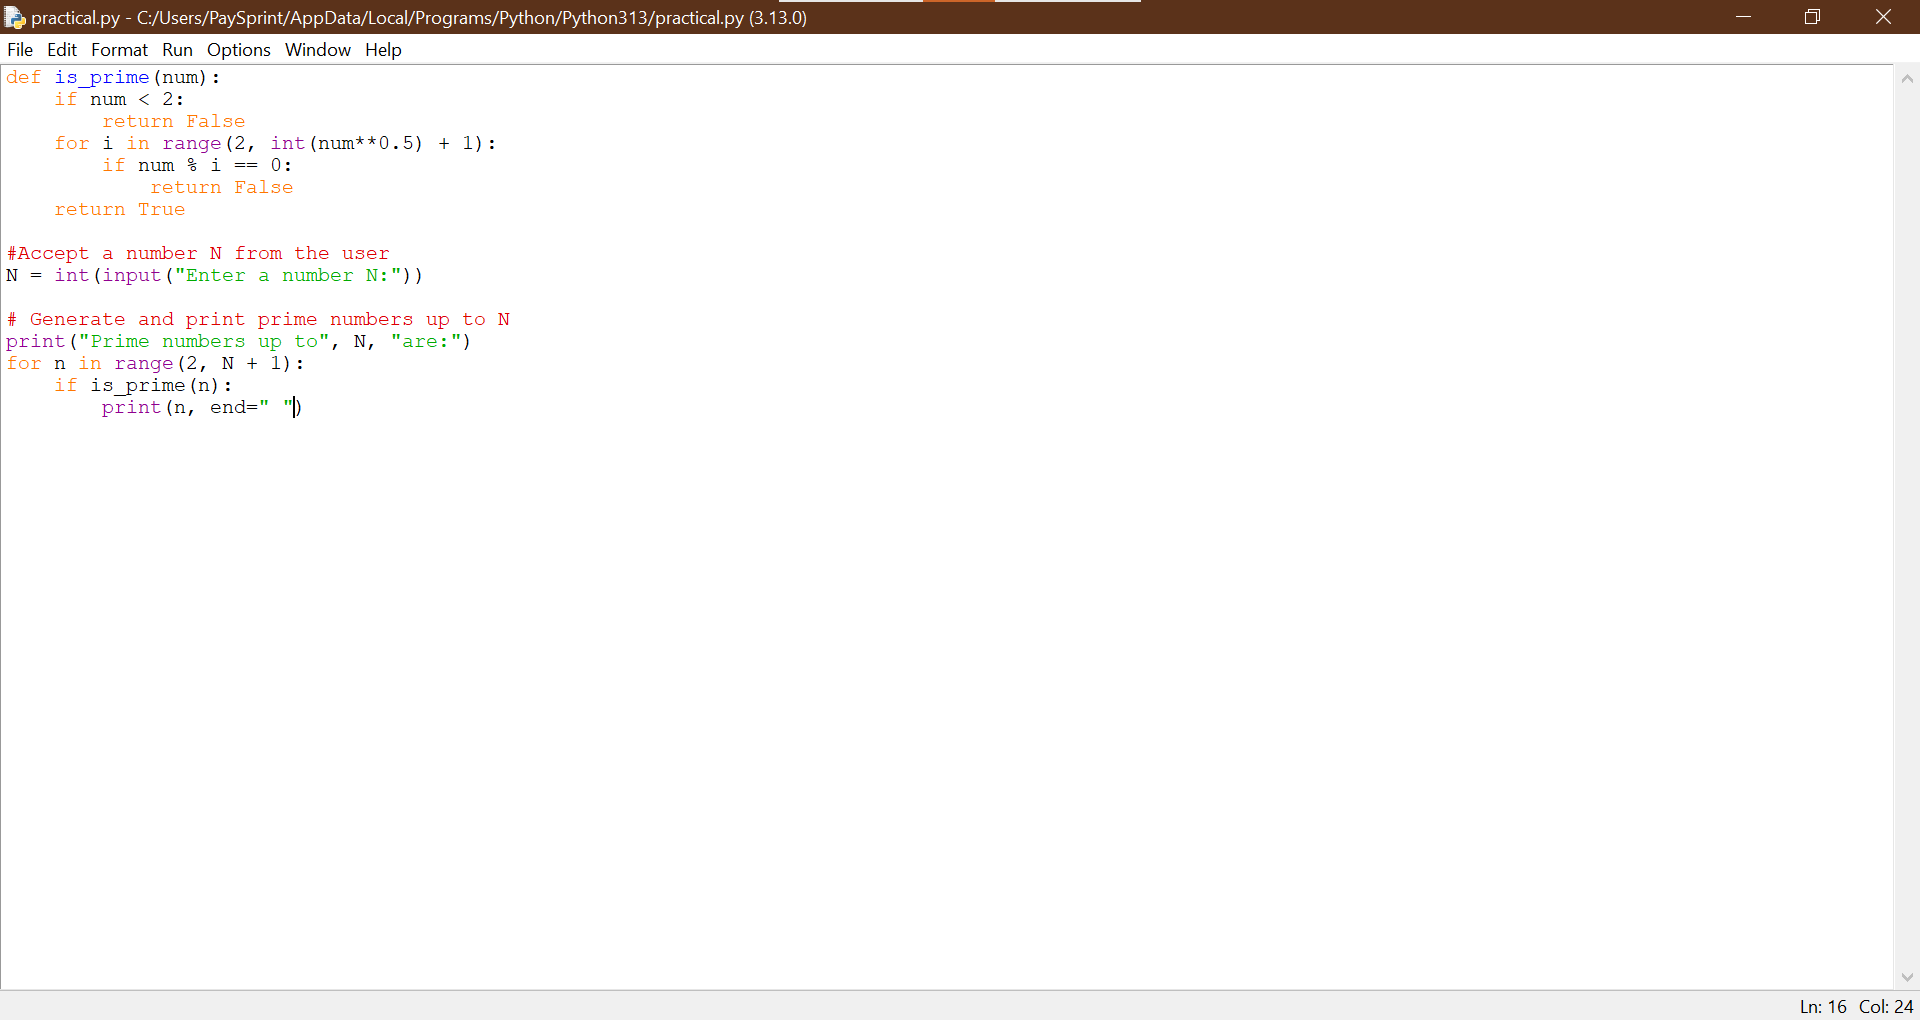 practical.py - C:/Users/PaySprint/AppData/Local/Programs/Python/Python313/practical.py (3.13.0)
File Edit Format Run Options Window Help
def is_prime(num):
    if num < 2:
        return False
    for i in range(2, int(num**0.5) + 1):
        if num % i == 0:
            return False
    return True

#Accept a number N from the user
N = int(input("Enter a number N:"))

# Generate and print prime numbers up to N
print("Prime numbers up to", N, "are:")
for n in range(2, N + 1):
    if is_prime(n):
        print(n, end=" ")
Ln: 16 Col: 24